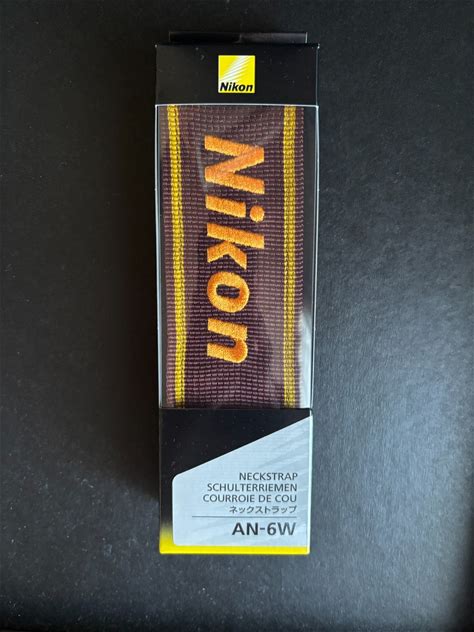 Nikon
Nikon
NECKSTRAP
SCHULTERRIEMEN
COURROIE DE COU
ネックストラップ
AN-6W